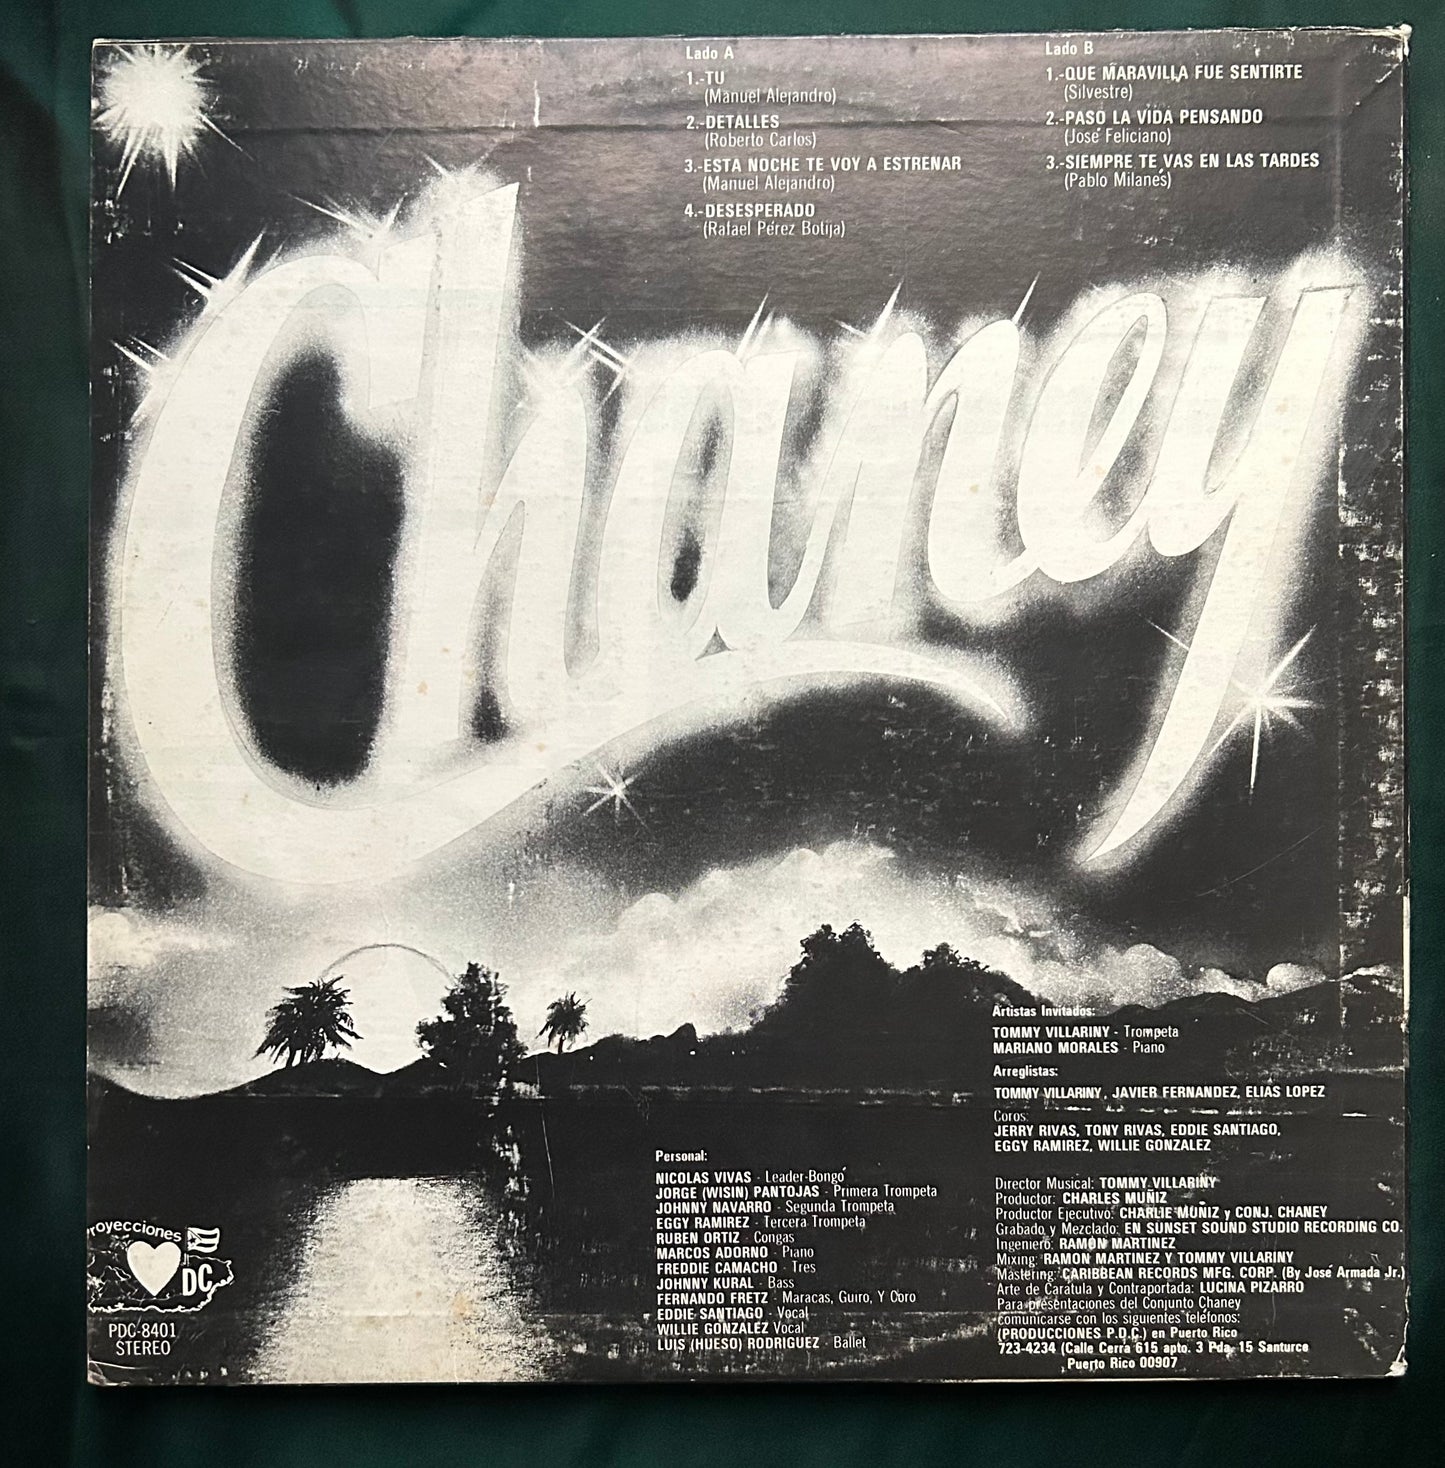 Lado A
1.-TU
(Manuel Alejandro)
2.-DETALLES
(Roberto Carlos)
3.-ESTA NOCHE TE VOY A ESTRENAR
(Manuel Alejandro)
4.-DESESPERADO
(Rafael Pérez Botija)
Lado B
1.-QUE MARAVILLA FUE SENTIRTE
(Silvestre)
2.-PASO LA VIDA PENSANDO
(José Feliciano)
3.-SIEMPRE TE VAS EN LAS TARDES
(Pablo Milanés)
Chaney
Artistas Invitados:
TOMMY VILLARINY - Trompeta
MARIANO MORALES - Piano
Arreglistas:
TOMMY VILLARINY, JAVIER FERNANDEZ, ELIAS LOPEZ
Coros:
JERRY RIVAS, TONY RIVAS, EDDIE SANTIAGO,
EGGY RAMIREZ, WILLIE GONZALEZ
Personal:
NICOLAS VIVAS - Leader-Bongó
JORGE (WISIN) PANTOJAS - Primera Trompeta
JOHNNY NAVARRO - Segunda Trompeta
EGGY RAMIREZ - Tercera Trompeta
RUBEN ORTIZ - Congas
MARCOS ADORNO - Piano
FREDDIE CAMACHO - Tres
JOHNNY KURAL - Bass
FERNANDO FRETZ - Maracas, Guiro, Y Coro
EDDIE SANTIAGO - Vocal
WILLIE GONZALEZ Vocal
LUIS (HUESO) RODRIGUEZ - Ballet
Director Musical: TOMMY VILLARINY
Productor: CHARLES MUÑIZ
Productor Ejecutivo: CHARLIE MUÑIZ y CONJ. CHANEY
Grabado y Mezclado: EN SUNSET SOUND STUDIO RECORDING CO.
Ingeniero: RAMON MARTINEZ
Mixing: RAMON MARTINEZ Y TOMMY VILLARINY
Mastering: CARIBBEAN RECORDS MFG. CORP. (By José Armada Jr.)
Arte de Carátula y Contraportada: LUCINA PIZARRO
Para presentaciones del Conjunto Chaney
comunicarse con los siguientes teléfonos:
(PRODUCCIONES P.D.C.) en Puerto Rico
723-4234 (Calle Cerra 615 apto. 3 Pda. 15 Santurce
Puerto Rico 00907
royecciones
DC
PDC-8401
STEREO